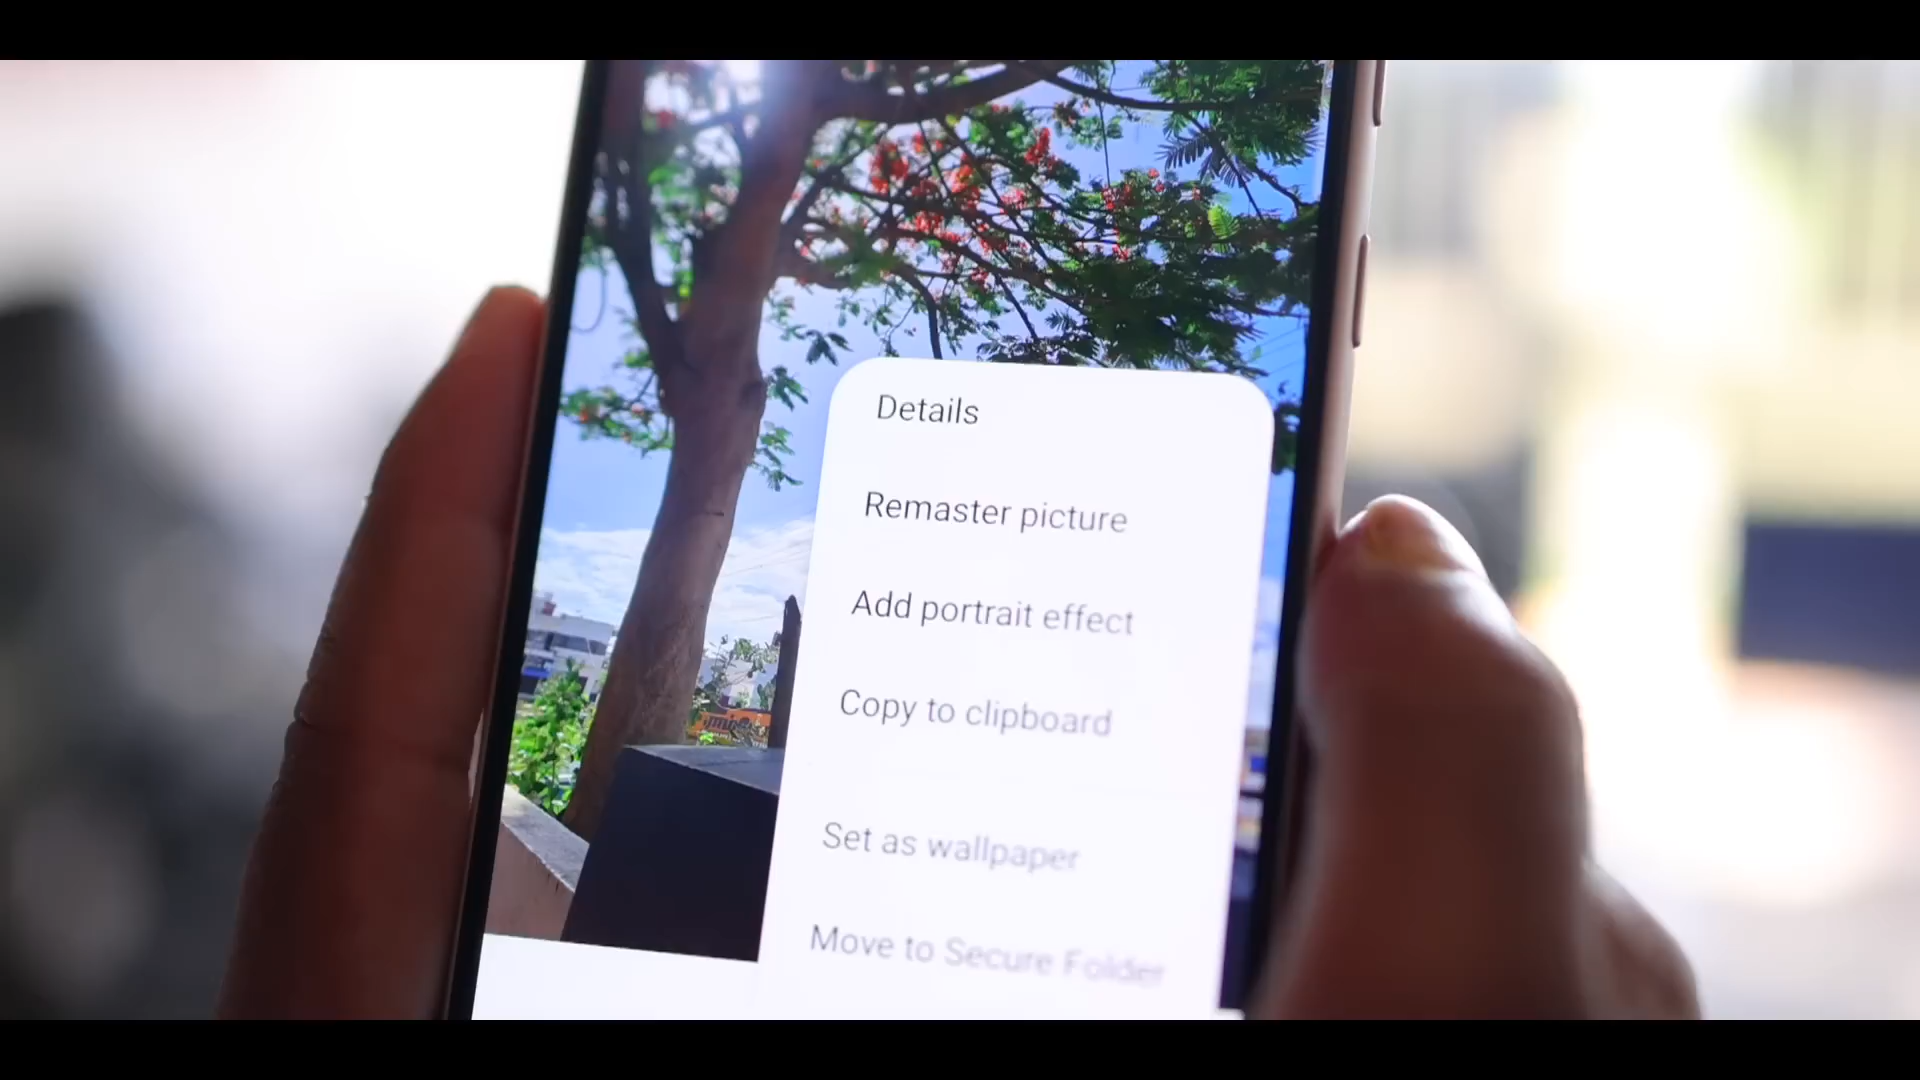 Details
Remaster picture
Add portrait effect
Copy to clipboard
Set as wallpaper
Move to Secure Folder